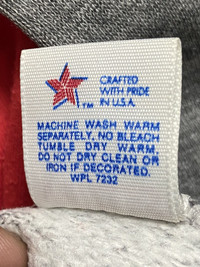 CRAFTED
WITH PRIDE
IN U.S.A.
TM
MACHINE WASH WARM
SEPARATELY, NO BLEACH
TUMBLE DRY WARM.
DO NOT DRY CLEAN OR
IRON IF DECORATED.
WPL 7232